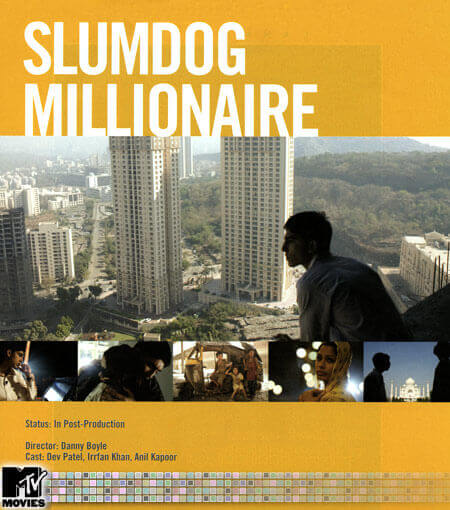 SLUMDOG
MILLIONAIRE
Status: In Post-Production
Director: Danny Boyle
Cast: Dev Patel, Irrfan Khan, Anil Kapoor
MTV
MOVIES